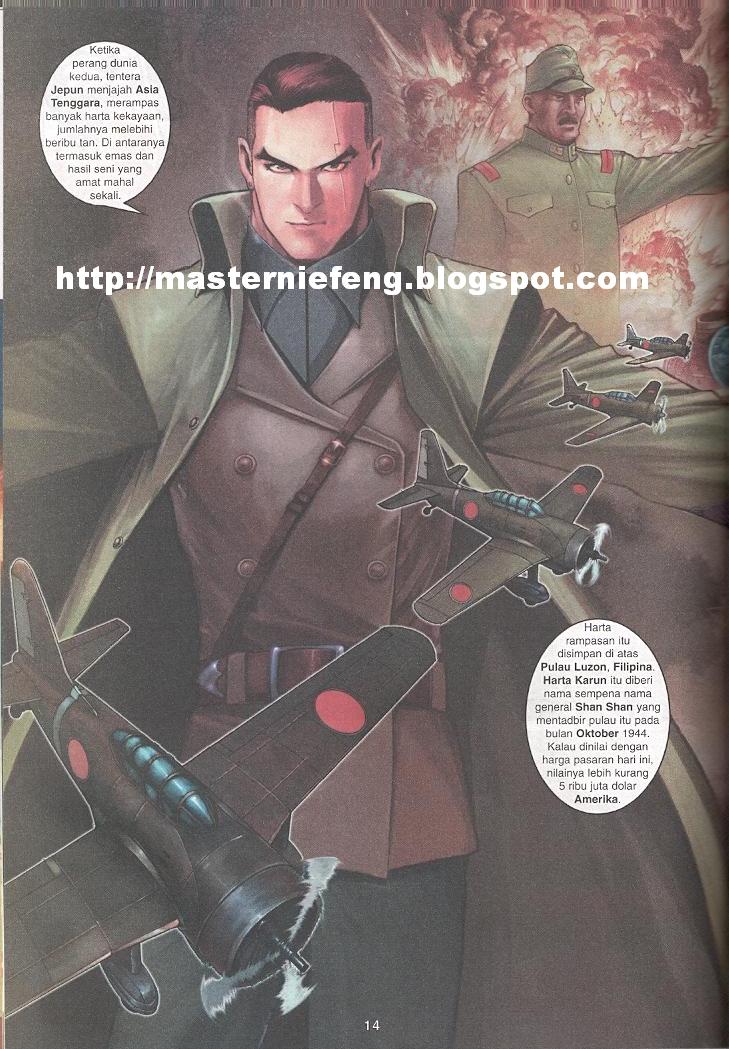 Ketika
perang dunia
kedua, tentera
Jepun menjajah Asia
Tenggara, merampas
banyak harta kekayaan,
jumlahnya melebihi
beribu tan. Di antaranya
termasuk emas dan
hasil seni yang
amat mahal
sekali.
http://masterniefeng.blogspot.com
Harta
rampasan itu
disimpan di atas
Pulau Luzon, Filipina.
Harta Karun itu diberi
nama sempena nama
general Shan Shan yang
mentadbir pulau itu pada
bulan Oktober 1944.
Kalau dinilai dengan
harga pasaran hari ini,
nilainya lebih kurang
5 ribu juta dolar
Amerika.
14